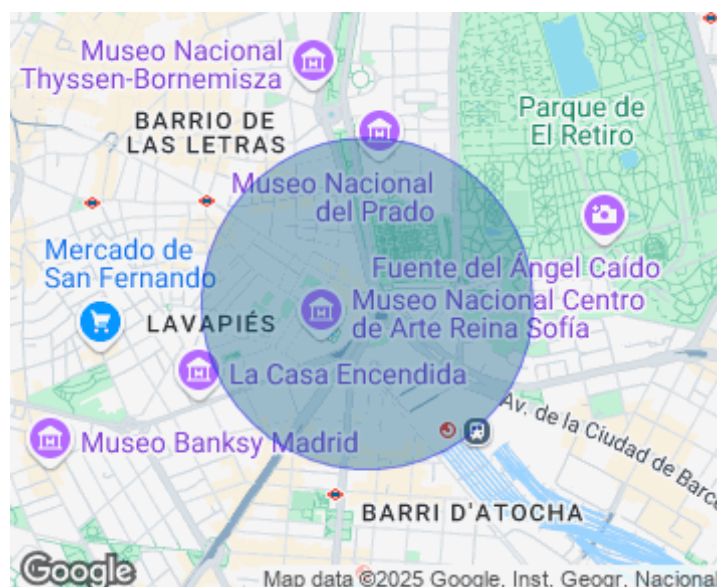 Museo Nacional
Thyssen-Bornemisza
BARRIO DE
LAS LETRAS
Parque de
El Retiro
Museo Nacional
del Prado
Mercado de
San Fernando
Fuente del Ángel Caído
Museo Nacional Centro
de Arte Reina Sofía
LAVAPIÉS
La Casa Encendida
Av. de la Ciudad de Barce
Museo Banksy Madrid
BARRI D'ATOCHA
Google
Map data ©2025 Google, Inst. Geogr. Nacional